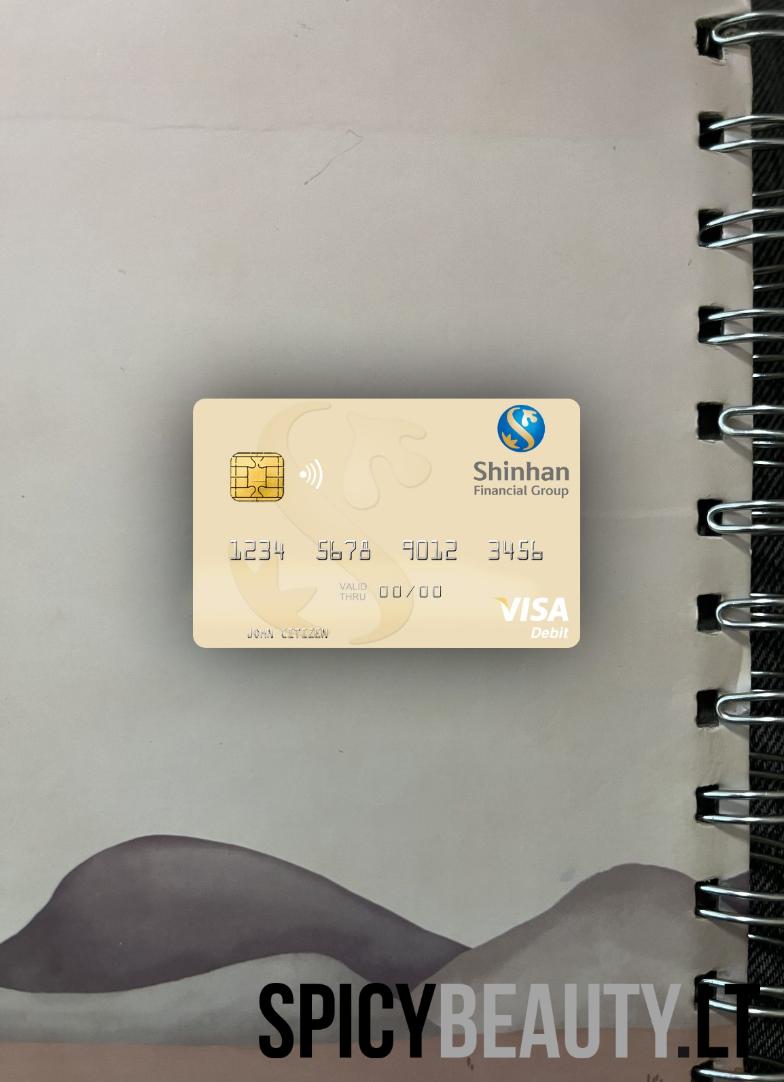 Shinhan
Financial Group
1234 5678 9012 3456
VALID
THRU 00/00
VISA
Debit
JOHN CITIZEN
SPICYBEAUTY.LT